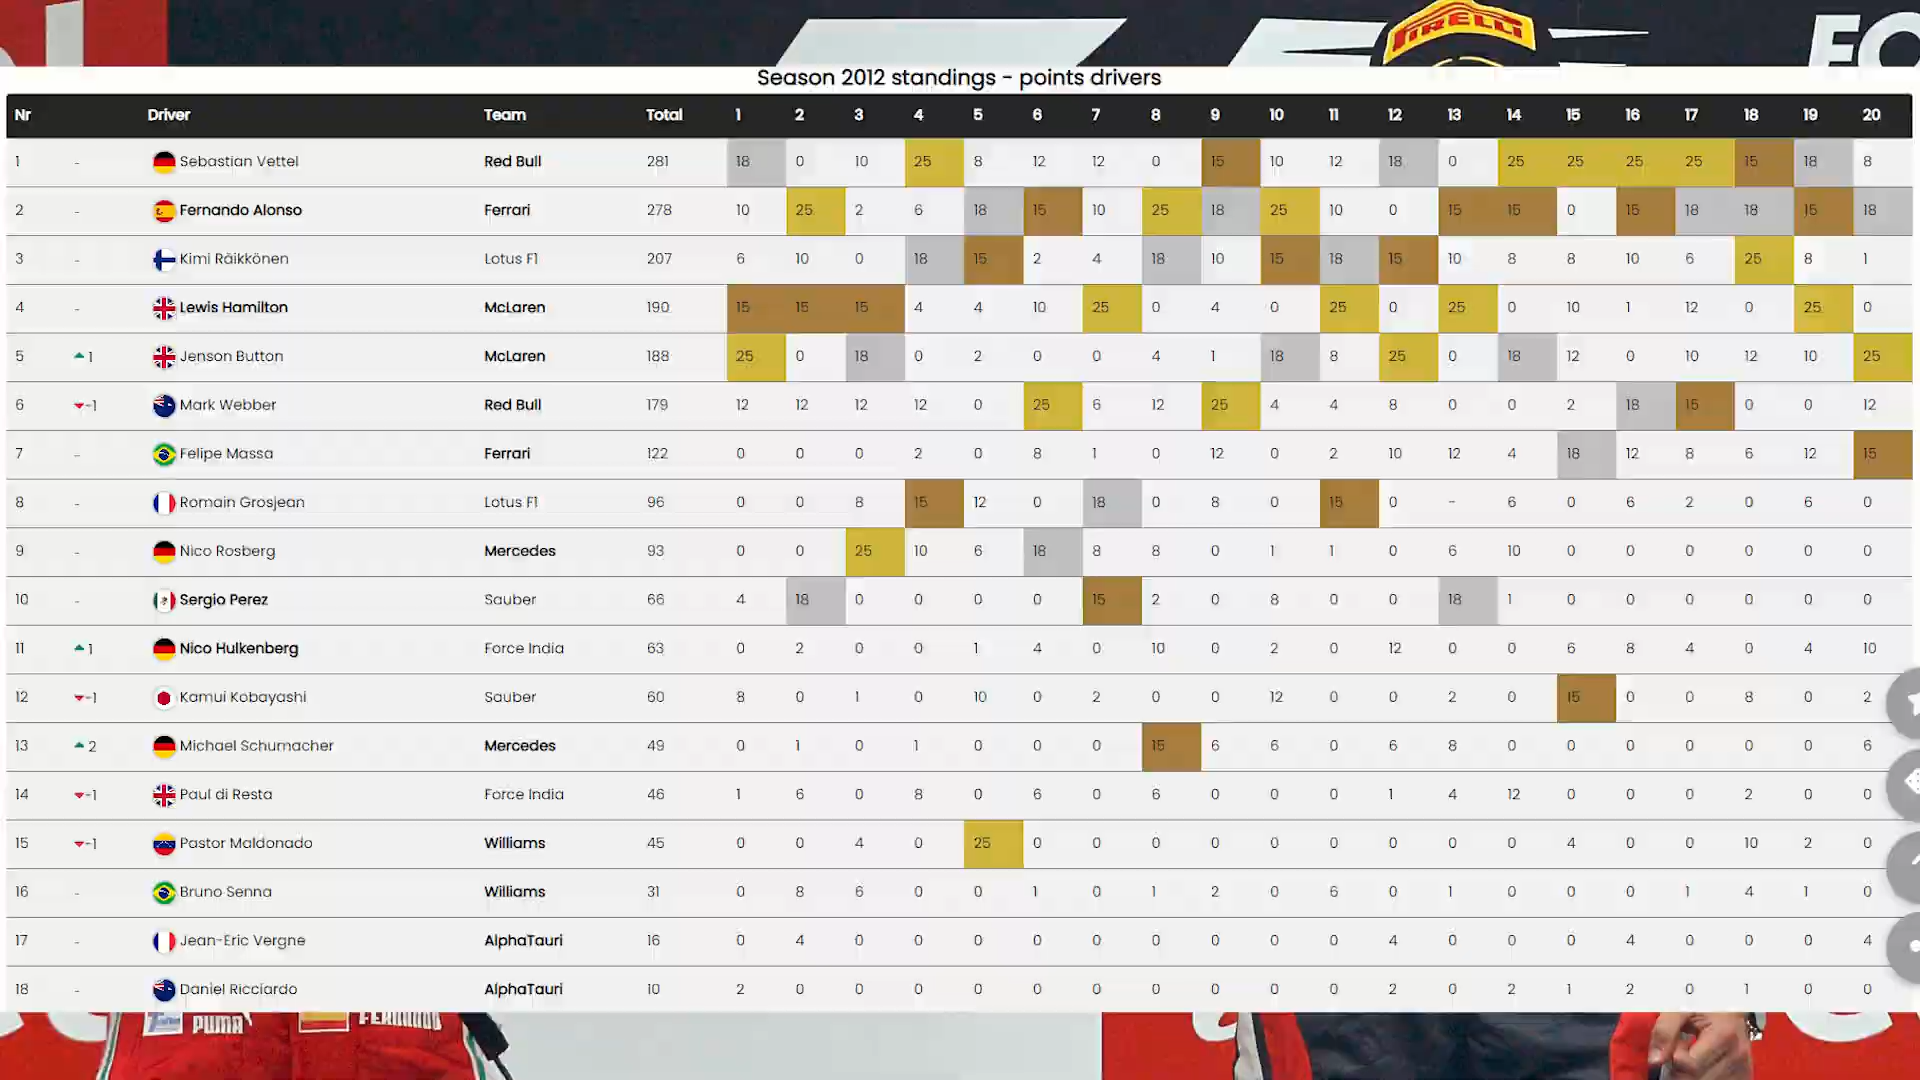 PIRELLI
FO
Season 2012 standings - points drivers
Nr Driver Team Total 1 2 3 4 5 6 7 8 9 10 11 12 13 14 15 16 17 18 19 20
1 - Sebastian Vettel Red Bull 281 18 0 10 25 8 12 12 0 15 10 12 18 0 25 25 25 25 15 18 8
2 - Fernando Alonso Ferrari 278 10 25 2 6 18 15 10 25 18 25 10 0 15 15 0 15 18 18 15 18
3 - Kimi Räikkönen Lotus F1 207 6 10 0 18 15 2 4 18 10 15 18 15 10 8 8 10 6 25 8 1
4 - Lewis Hamilton McLaren 190 15 15 15 4 4 10 25 0 4 0 25 0 25 0 10 1 12 0 25 0
5 1 Jenson Button McLaren 188 25 0 18 0 2 0 0 4 1 18 8 25 0 18 12 0 10 12 10 25
6 -1 Mark Webber Red Bull 179 12 12 12 12 0 25 6 12 25 4 4 8 0 0 2 18 15 0 0 12
7 - Felipe Massa Ferrari 122 0 0 0 2 0 8 1 0 12 0 2 10 12 4 18 12 8 6 12 15
8 - Romain Grosjean Lotus F1 96 0 0 8 15 12 0 18 0 8 0 15 0 - 6 0 6 2 0 6 0
9 - Nico Rosberg Mercedes 93 0 0 25 10 6 18 8 8 0 1 1 0 6 10 0 0 0 0 0 0
10 - Sergio Perez Sauber 66 4 18 0 0 0 0 15 2 0 8 0 0 18 1 0 0 0 0 0 0
11 1 Nico Hulkenberg Force India 63 0 2 0 0 1 4 0 10 0 2 0 12 0 0 6 8 4 0 4 10
12 -1 Kamui Kobayashi Sauber 60 8 0 1 0 10 0 2 0 0 12 0 0 2 0 15 0 0 8 0 2
13 2 Michael Schumacher Mercedes 49 0 1 0 1 0 0 0 15 6 6 0 6 8 0 0 0 0 0 0 6
14 -1 Paul di Resta Force India 46 1 6 0 8 0 6 0 6 0 0 0 1 4 12 0 0 0 2 0 0
15 -1 Pastor Maldonado Williams 45 0 0 4 0 25 0 0 0 0 0 0 0 0 0 4 0 0 10 2 0
16 - Bruno Senna Williams 31 0 8 6 0 0 1 0 1 2 0 6 0 1 0 0 0 1 4 1 0
17 - Jean-Eric Vergne AlphaTauri 16 0 4 0 0 0 0 0 0 0 0 0 4 0 0 0 4 0 0 0 4
18 - Daniel Ricciardo AlphaTauri 10 2 0 0 0 0 0 0 0 0 0 0 2 0 2 1 2 0 1 0 0
PUMA